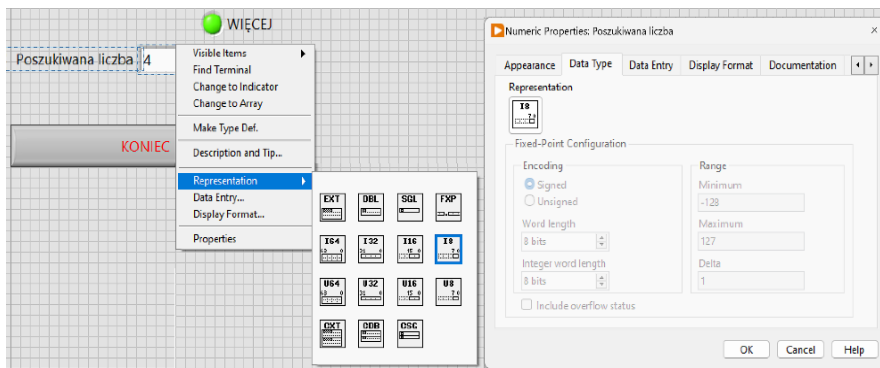 WIĘCEJ
Poszukiwana liczba 4
KONIEC
Visible Items
Find Terminal
Change to Indicator
Change to Array
Make Type Def.
Description and Tip...
Representation
Data Entry...
Display Format...
Properties
EXT DBL SGL FXP
I64 I32 I16 I8
U64 U32 U16 U8
CXT CDB CSG
Numeric Properties: Poszukiwana liczba
Appearance Data Type Data Entry Display Format Documentation
Representation
I8
Fixed-Point Configuration
Encoding
Signed
Unsigned
Word length
8 bits
Integer word length
8 bits
Include overflow status
Range
Minimum
-128
Maximum
127
Delta
1
OK Cancel Help